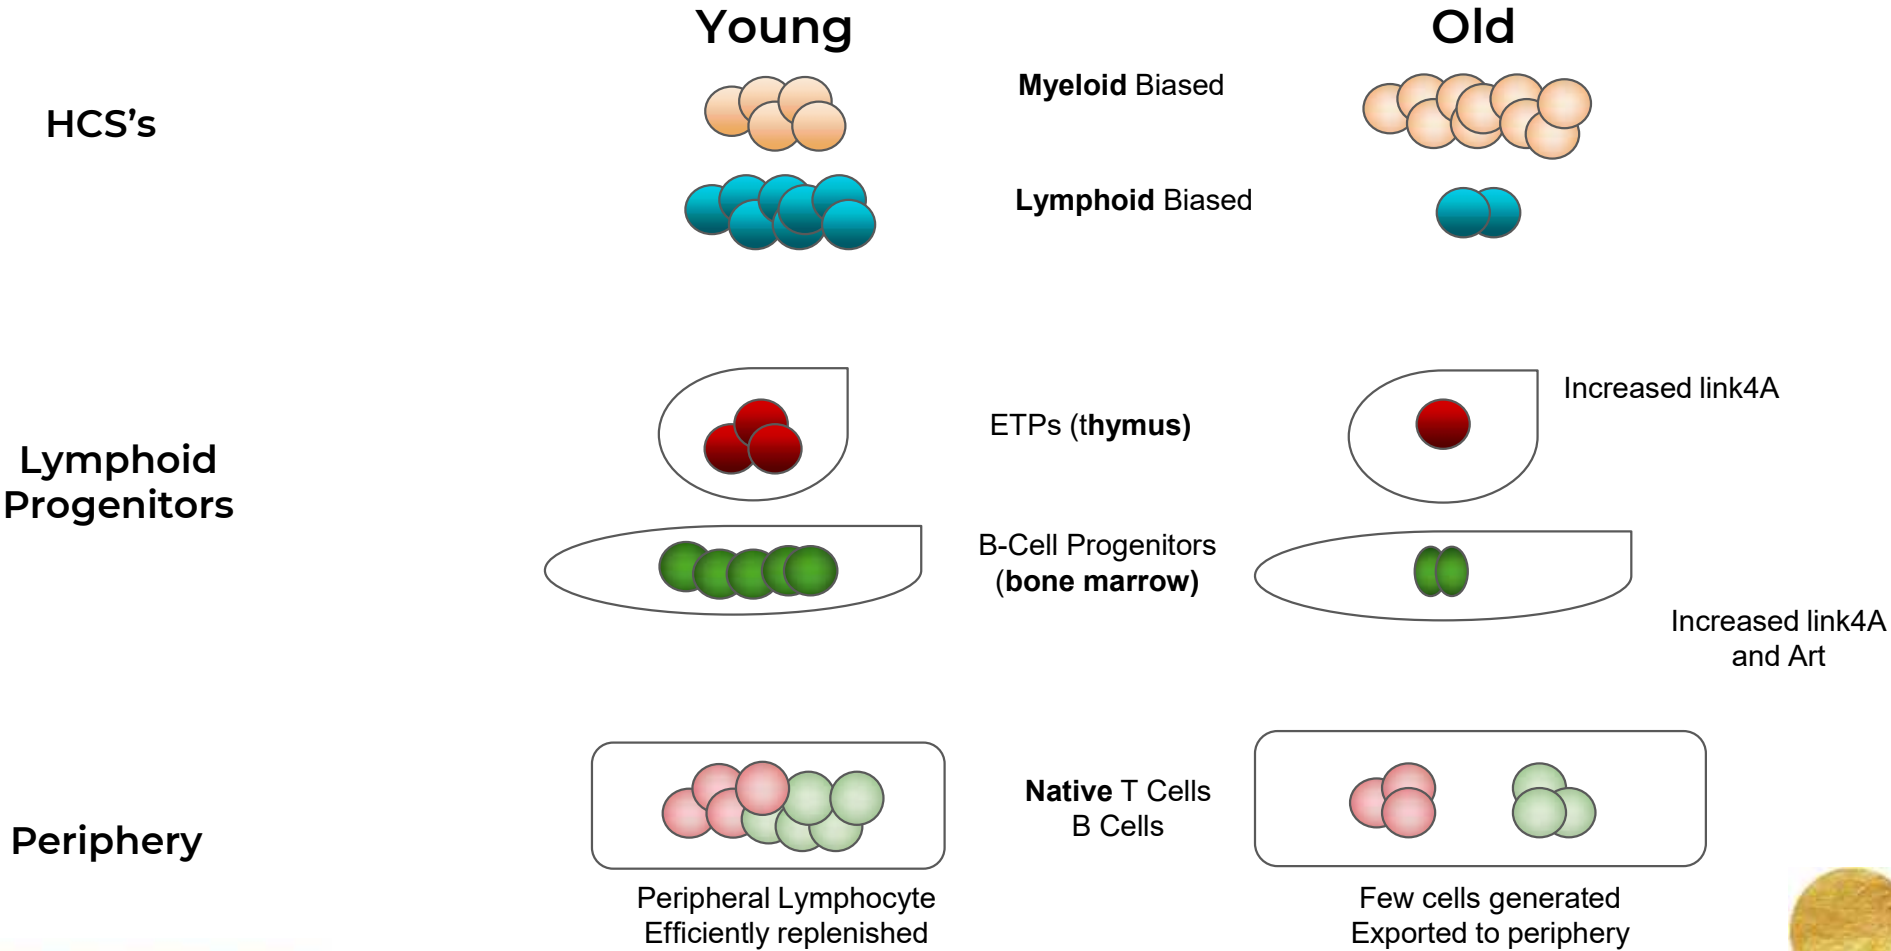 Young
Old
HCS's
Myeloid Biased
Lymphoid Biased
Lymphoid
Progenitors
ETPs (thymus)
Increased link4A
B-Cell Progenitors
(bone marrow)
Increased link4A
and Art
Periphery
Native T Cells
B Cells
Peripheral Lymphocyte
Efficiently replenished
Few cells generated
Exported to periphery